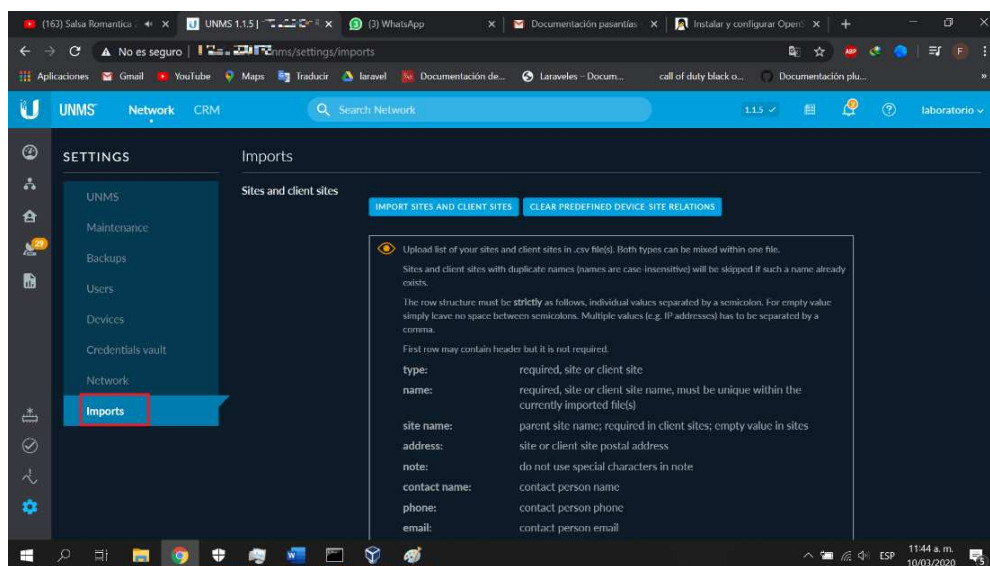 (163) Salsa Romantica
UNMS 1.1.5 |
(3) WhatsApp
Documentación pasantías
Instalar y configurar Open
No es seguro
nms/settings/imports
Aplicaciones
Gmail
YouTube
Maps
Traducir
laravel
Documentación de...
Laraveles – Docum...
call of duty black o...
Documentación plu...
UNMS
Network
CRM
Search Network
1.1.5
2
laboratorio
29
SETTINGS
UNMS
Maintenance
Backups
Users
Devices
Credentials vault
Network
Imports
Imports
Sites and client sites
IMPORT SITES AND CLIENT SITES
CLEAR PREDEFINED DEVICE-SITE RELATIONS
Upload list of your sites and client sites in .csv file(s). Both types can be mixed within one file.
Sites and client sites with duplicate names (names are case-insensitive) will be skipped if such a name already
exists.
The row structure must be strictly as follows, individual values separated by a semicolon. For empty value
simply leave no space between semicolons. Multiple values (e.g. IP addresses) has to be separated by a
comma.
First row may contain header but it is not required.
type: required, site or client site
name: required, site or client site name, must be unique within the
currently imported file(s)
site name: parent site name; required in client sites; empty value in sites
address: site or client site postal address
note: do not use special characters in note
contact name: contact person name
phone: contact person phone
email: contact person email
ESP
11:44 a. m.
10/03/2020
5